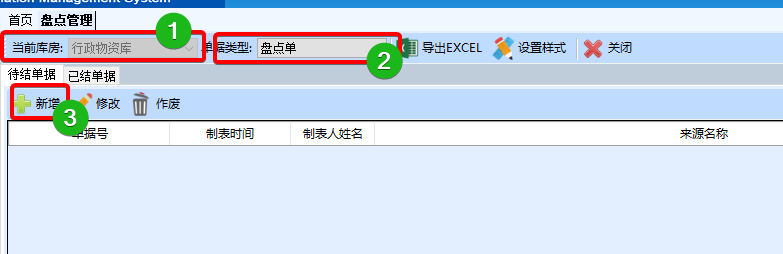 ation Management System
首页 盘点管理
当前库房: 行政物资库 单据类型: 盘点单 导出EXCEL 设置样式 关闭
1
2
待结单据 已结单据
新增 修改 作废
3
单据号 制表时间 制表人姓名 来源名称